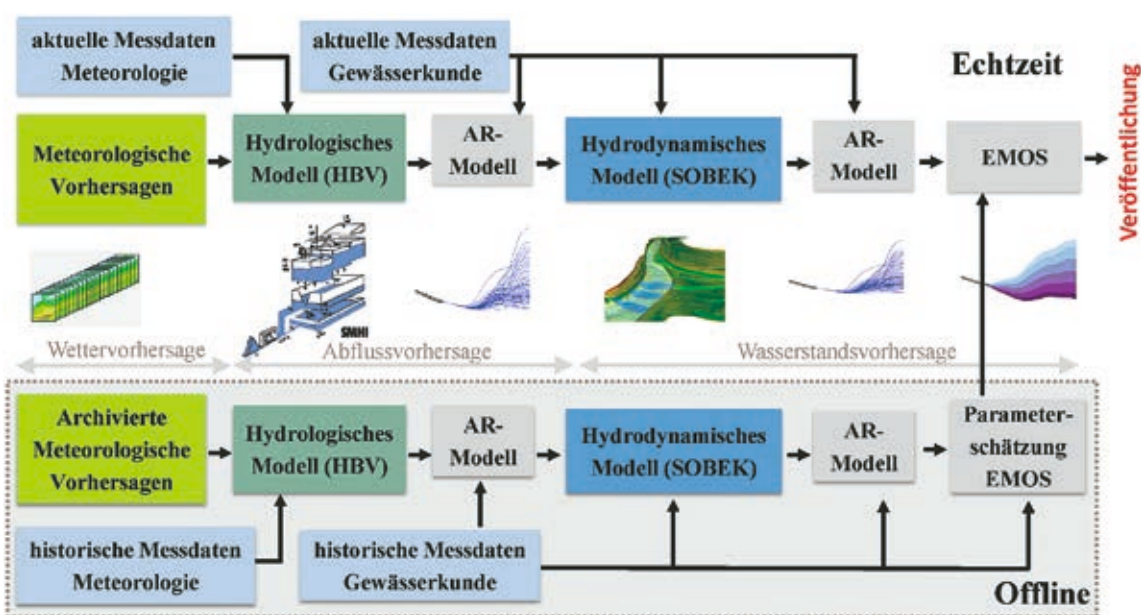 aktuelle Messdaten
Meteorologie
aktuelle Messdaten
Gewässerkunde
Echtzeit
Meteorologische
Vorhersagen
Hydrologisches
Modell (HBV)
AR-
Modell
Hydrodynamisches
Modell (SOBEK)
AR-
Modell
EMOS
Veröffentlichung
SMHI
Wettervorhersage
Abflussvorhersage
Wasserstandsvorhersage
Archivierte
Meteorologische
Vorhersagen
Hydrologisches
Modell (HBV)
AR-
Modell
Hydrodynamisches
Modell (SOBEK)
AR-
Modell
Parameter-
schätzung
EMOS
historische Messdaten
Meteorologie
historische Messdaten
Gewässerkunde
Offline